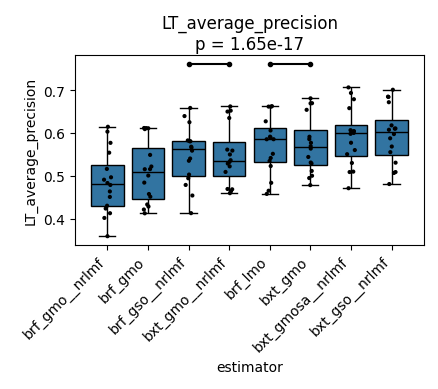 LT_average_precision
p = 1.65e-17
LT_average_precision
0.7
0.6
0.5
0.4
brf_gmo__nrlmf
brf_gmo
brf_gso__nrlmf
bxt_gmo__nrlmf
brf_lmo
bxt_gmo
bxt_gmosa__nrlmf
bxt_gso__nrlmf
estimator